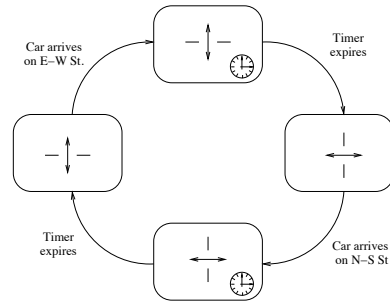 Car arrives
on E–W St.
Timer
expires
Timer
expires
Car arrives
on N–S St